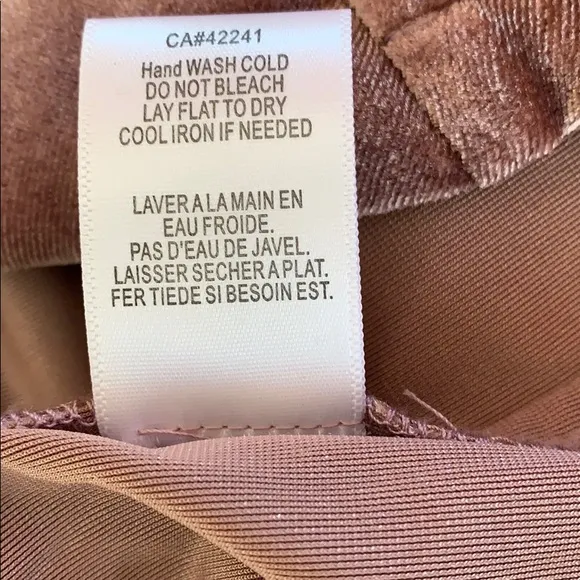 CA#42241
Hand WASH COLD
DO NOT BLEACH
LAY FLAT TO DRY
COOL IRON IF NEEDED
LAVER A LA MAIN EN
EAU FROIDE.
PAS D'EAU DE JAVEL.
LAISSER SECHER A PLAT.
FER TIEDE SI BESOIN EST.